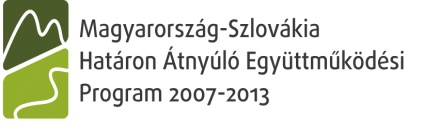 Magyarország-Szlovákia
Határon Átnyúló Együttműködési
Program 2007-2013